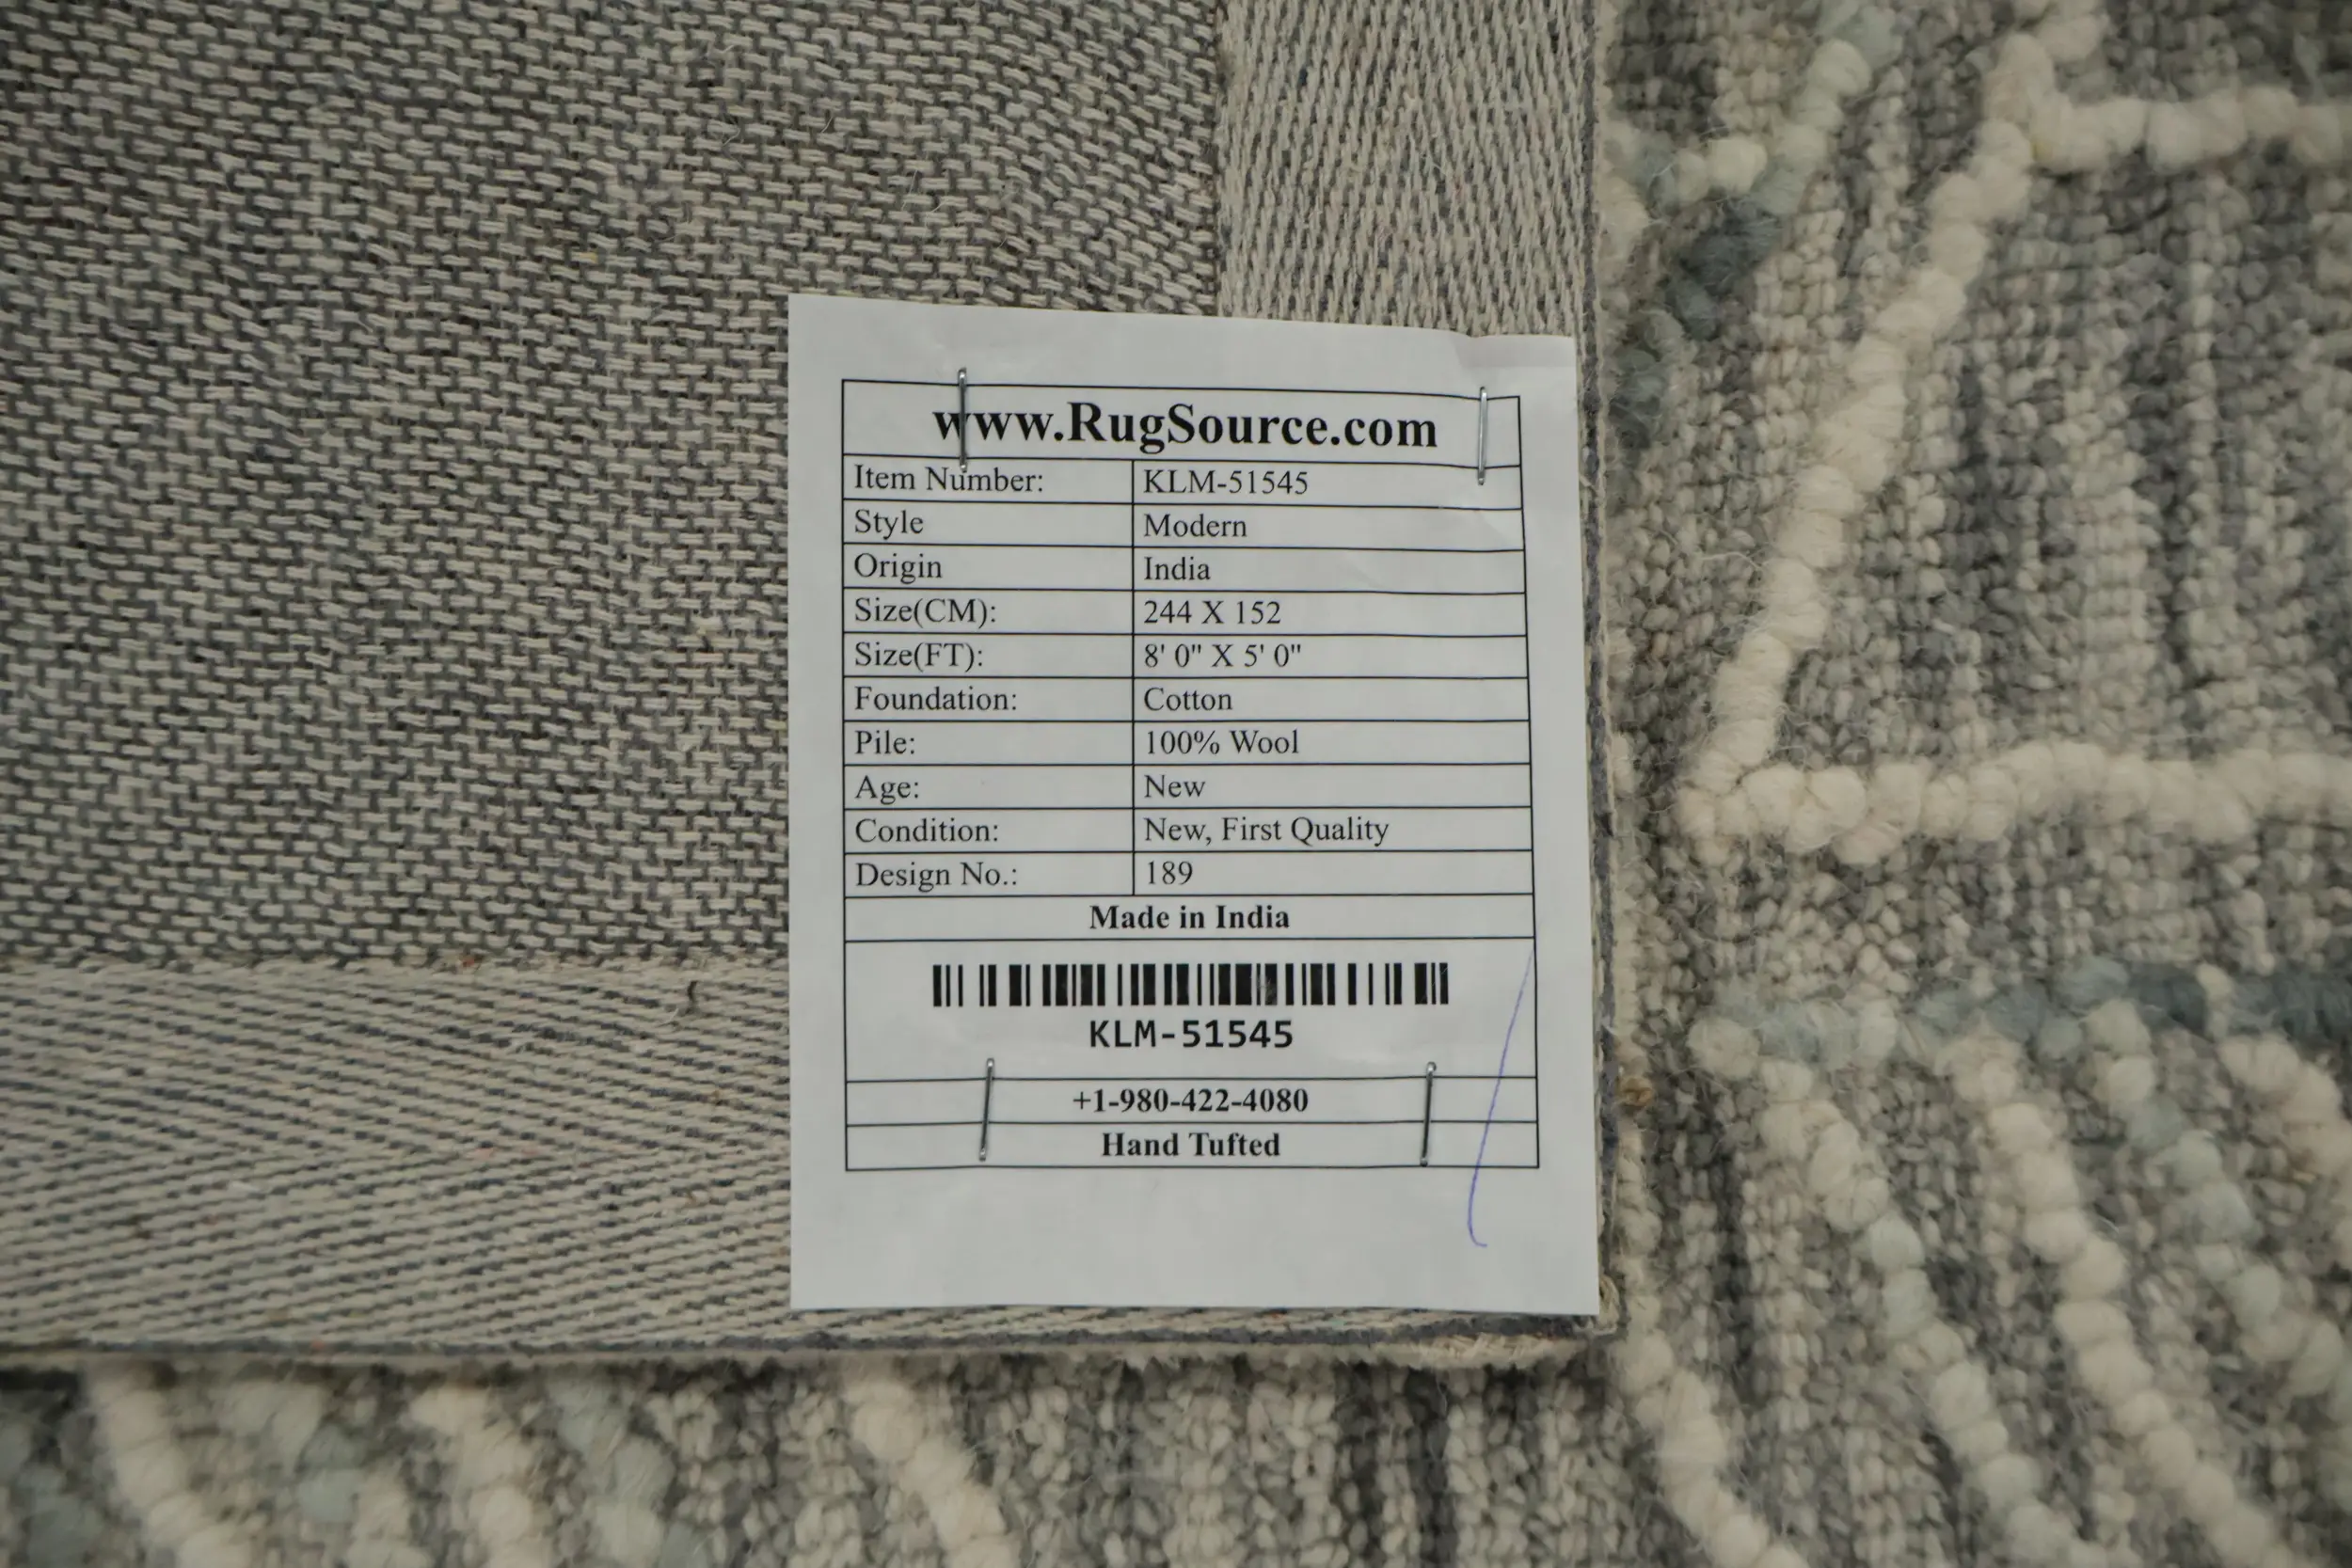 www.RugSource.com
Item Number: KLM-51545
Style Modern
Origin India
Size(CM): 244 X 152
Size(FT): 8' 0" X 5' 0"
Foundation: Cotton
Pile: 100% Wool
Age: New
Condition: New, First Quality
Design No.: 189
Made in India
KLM-51545
+1-980-422-4080
Hand Tufted